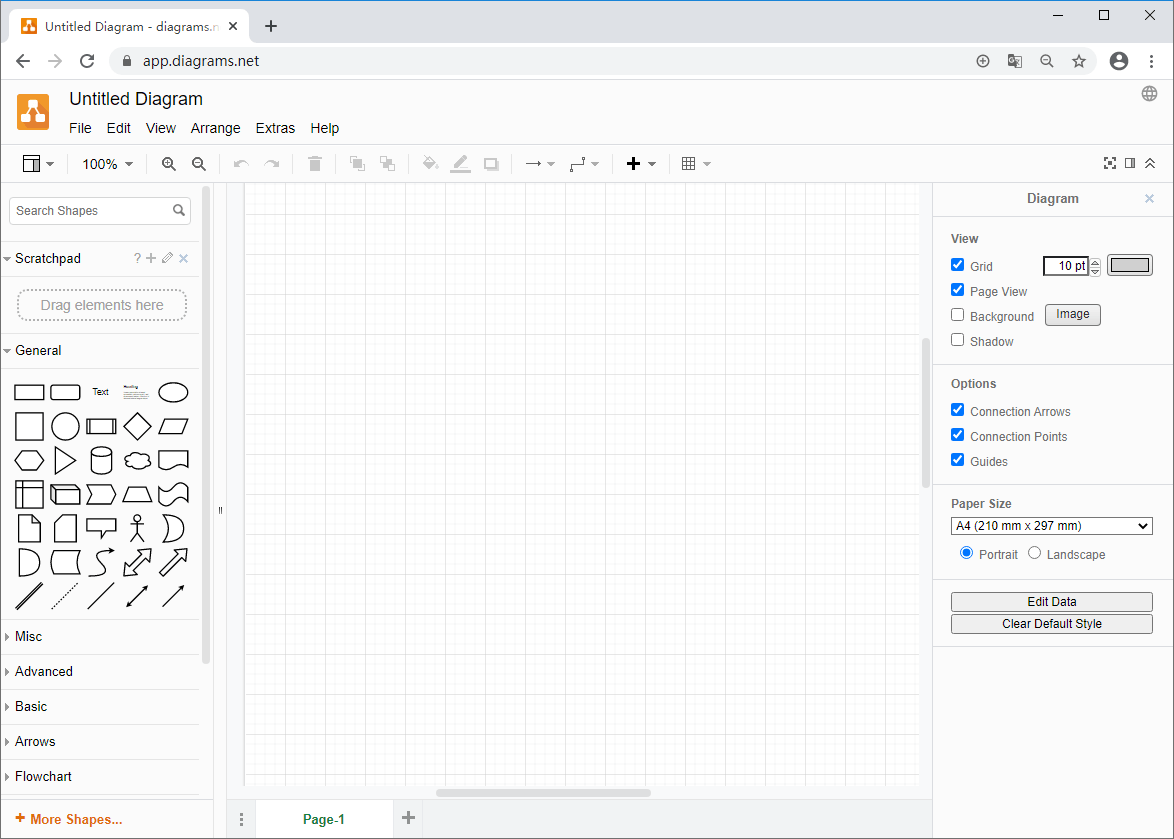 Untitled Diagram - diagrams.n
app.diagrams.net
Untitled Diagram
File Edit View Arrange Extras Help
100%
Search Shapes
Scratchpad ?
Drag elements here
General
Text
Heading
Misc
Advanced
Basic
Arrows
Flowchart
+ More Shapes...
Page-1
Diagram
View
Grid 10 pt
Page View
Background Image
Shadow
Options
Connection Arrows
Connection Points
Guides
Paper Size
A4 (210 mm x 297 mm)
Portrait Landscape
Edit Data
Clear Default Style